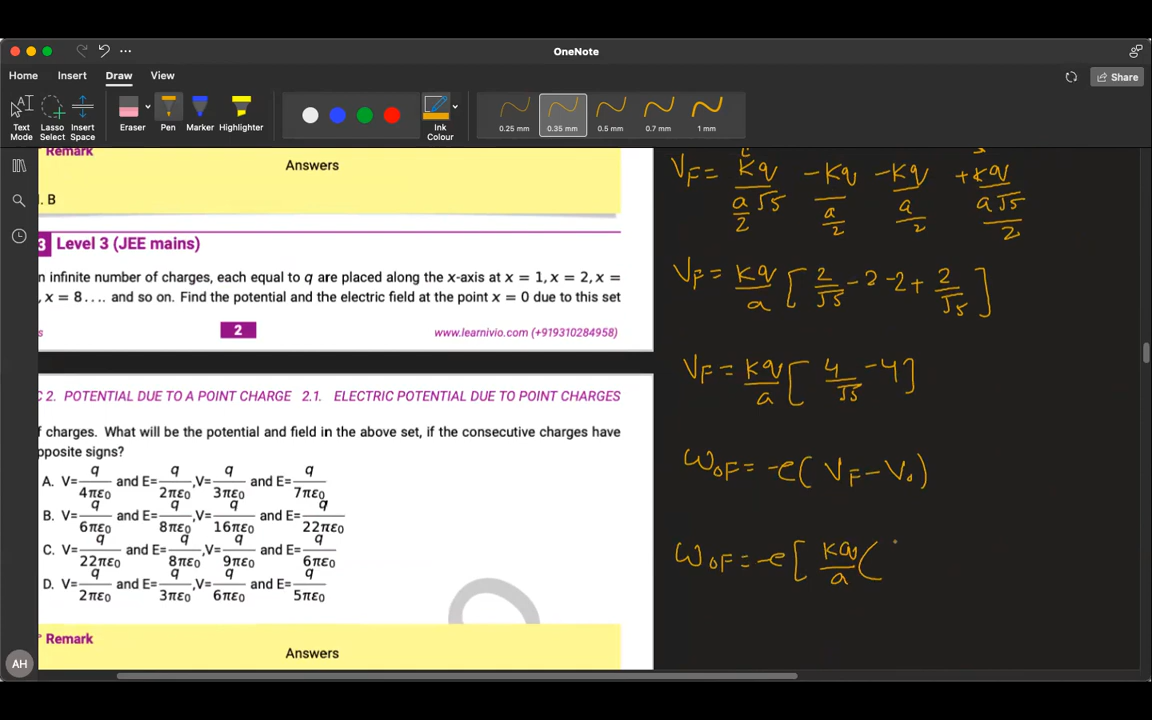 OneNote
Home Insert Draw View
Share
Text Mode
Lasso Select
Insert Space
Eraser
Pen
Marker
Highlighter
Ink Colour
0.25 mm
0.35 mm
0.5 mm
0.7 mm
1 mm
Remark
Answers
. B
3 Level 3 (JEE mains)
n infinite number of charges, each equal to q are placed along the x-axis at x = 1, x = 2, x =
, x = 8 . . . . and so on. Find the potential and the electric field at the point x = 0 due to this set
2
www.learnivio.com (+919310284958)
C 2. POTENTIAL DUE TO A POINT CHARGE 2.1. ELECTRIC POTENTIAL DUE TO POINT CHARGES
f charges. What will be the potential and field in the above set, if the consecutive charges have
pposite signs?
A. V= q/4πε₀ and E= q/2πε₀ ,V= q/3πε₀ and E= q/7πε₀
B. V= q/6πε₀ and E= q/8πε₀ ,V= q/16πε₀ and E= q/22πε₀
C. V= q/22πε₀ and E= q/8πε₀ ,V= q/9πε₀ and E= q/6πε₀
D. V= q/2πε₀ and E= q/3πε₀ ,V= q/6πε₀ and E= q/5πε₀
Remark
Answers
AH
V_F = Kq/(a/2 √5) - Kq/(a/2) - Kq/(a/2) + Kq/(a√5/2)
V_F = Kq/a [ 2/√5 - 2 - 2 + 2/√5 ]
V_F = Kq/a [ 4/√5 - 4 ]
W_OF = -e( V_F - V_o )
W_OF = -e [ Kq/a (